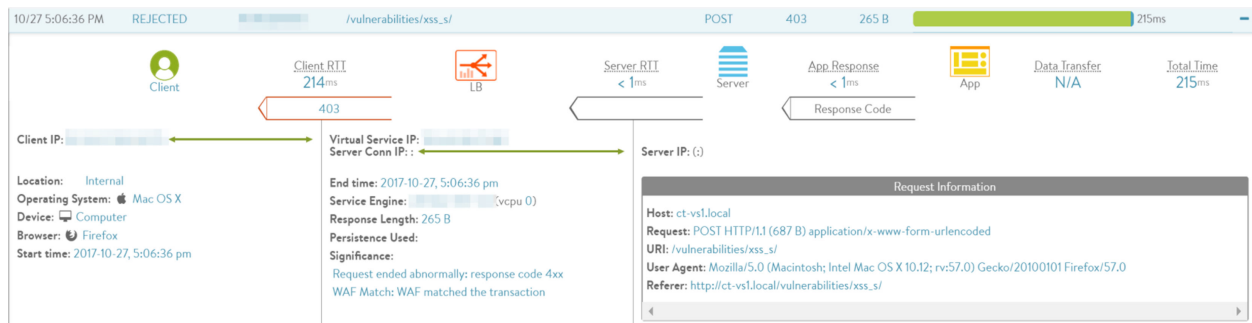 10/27 5:06:36 PM REJECTED /vulnerabilities/xss_s/ POST 403 265 B 215ms
Client
Client RTT
214ms
LB
Server RTT
< 1ms
Server
App Response
< 1ms
App
Data Transfer
N/A
Total Time
215ms
403
Response Code
Client IP:
Virtual Service IP:
Server Conn IP: :
Server IP: (:)
Location: Internal
Operating System: Mac OS X
Device: Computer
Browser: Firefox
Start time: 2017-10-27, 5:06:36 pm
End time: 2017-10-27, 5:06:36 pm
Service Engine: (vcpu 0)
Response Length: 265 B
Persistence Used:
Significance:
Request ended abnormally: response code 4xx
WAF Match: WAF matched the transaction
Request Information
Host: ct-vs1.local
Request: POST HTTP/1.1 (687 B) application/x-www-form-urlencoded
URI: /vulnerabilities/xss_s/
User Agent: Mozilla/5.0 (Macintosh; Intel Mac OS X 10.12; rv:57.0) Gecko/20100101 Firefox/57.0
Referer: http://ct-vs1.local/vulnerabilities/xss_s/